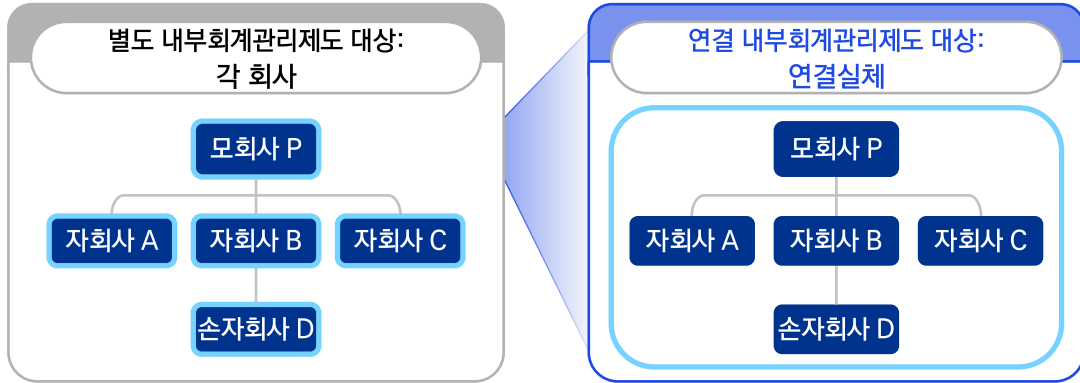 별도 내부회계관리제도 대상:
각 회사
모회사 P
자회사 A
자회사 B
자회사 C
손자회사 D
연결 내부회계관리제도 대상:
연결실체
모회사 P
자회사 A
자회사 B
자회사 C
손자회사 D